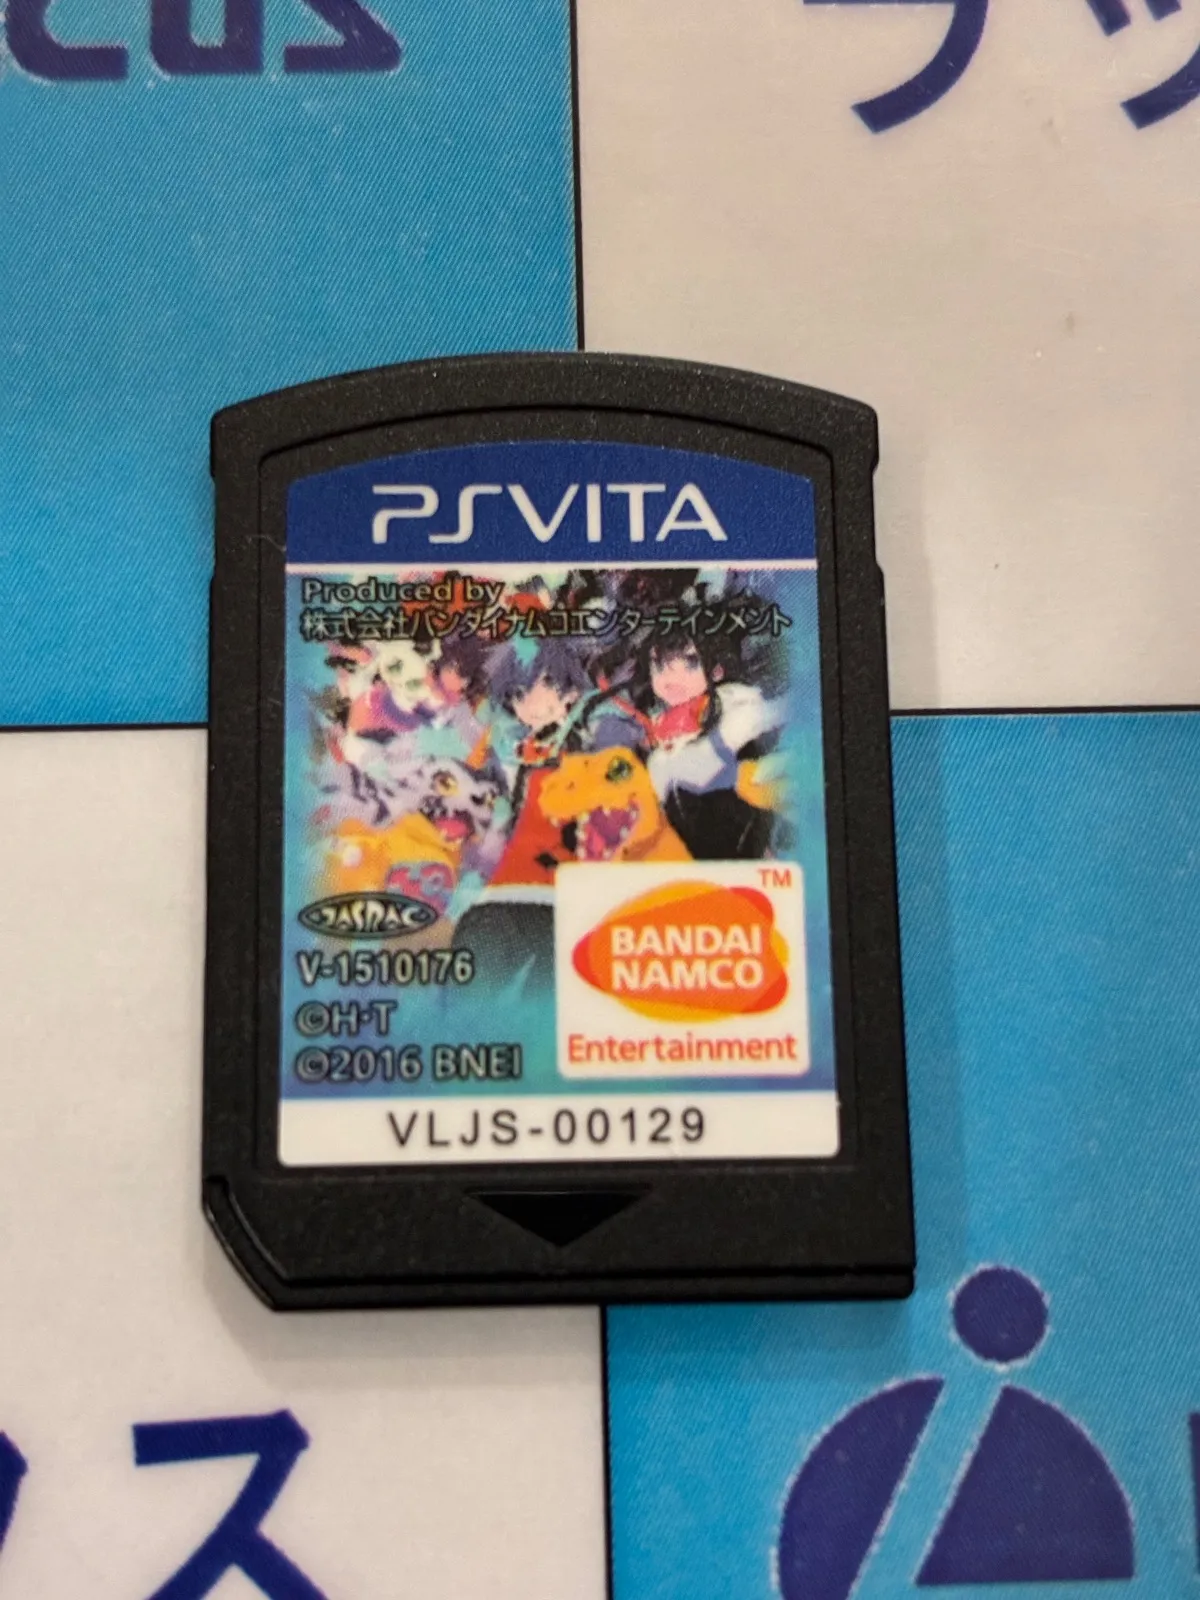 PSVITA
Produced by
株式会社バンダイナムコエンターテインメント
JASRAC
V-1510176
©H·T
©2016 BNEI
TM
BANDAI
NAMCO
Entertainment
VLJS-00129
ス